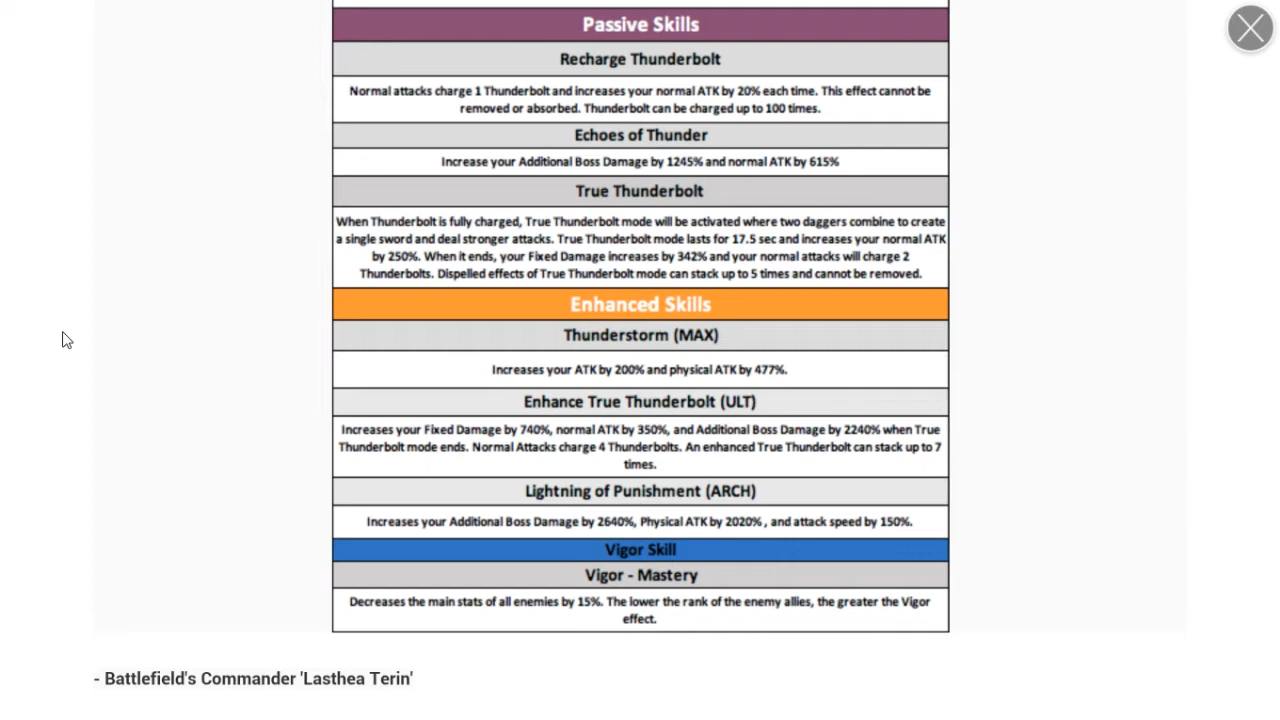 Passive Skills
Recharge Thunderbolt
Normal attacks charge 1 Thunderbolt and increases your normal ATK by 20% each time. This effect cannot be
removed or absorbed. Thunderbolt can be charged up to 100 times.
Echoes of Thunder
Increase your Additional Boss Damage by 1245% and normal ATK by 615%
True Thunderbolt
When Thunderbolt is fully charged, True Thunderbolt mode will be activated where two daggers combine to create
a single sword and deal stronger attacks. True Thunderbolt mode lasts for 17.5 sec and increases your normal ATK
by 250%. When it ends, your Fixed Damage increases by 342% and your normal attacks will charge 2
Thunderbolts. Dispelled effects of True Thunderbolt mode can stack up to 5 times and cannot be removed.
Enhanced Skills
Thunderstorm (MAX)
Increases your ATK by 200% and physical ATK by 477%.
Enhance True Thunderbolt (ULT)
Increases your Fixed Damage by 740%, normal ATK by 350%, and Additional Boss Damage by 2240% when True
Thunderbolt mode ends. Normal Attacks charge 4 Thunderbolts. An enhanced True Thunderbolt can stack up to 7
times.
Lightning of Punishment (ARCH)
Increases your Additional Boss Damage by 2640%, Physical ATK by 2020% , and attack speed by 150%.
Vigor Skill
Vigor - Mastery
Decreases the main stats of all enemies by 15%. The lower the rank of the enemy allies, the greater the Vigor
effect.
- Battlefield's Commander 'Lasthea Terin'